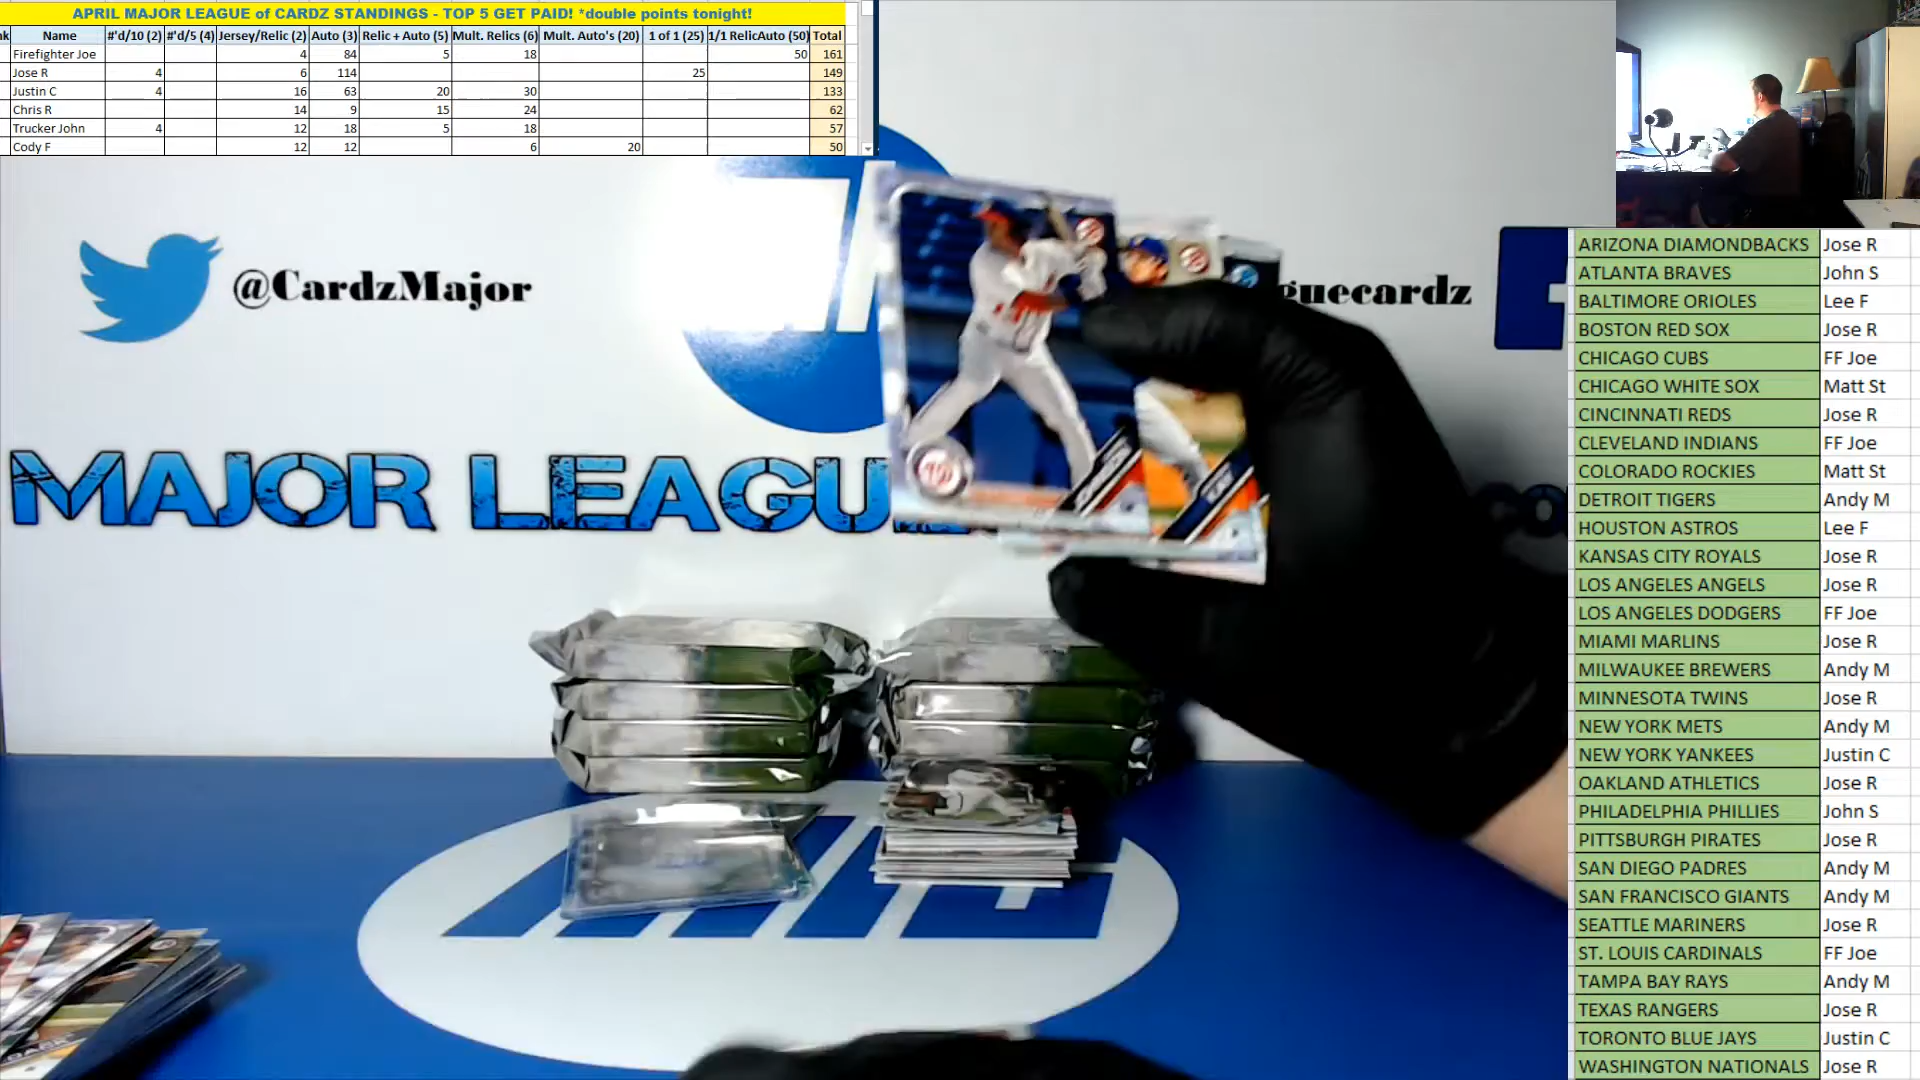 APRIL MAJOR LEAGUE of CARDZ STANDINGS - TOP 5 GET PAID! *double points tonight!
Name #'d/10 (2) #'d/5 (4) Jersey/Relic (2) Auto (3) Relic + Auto (5) Mult. Relics (6) Mult. Auto's (20) 1 of 1 (25) 1/1 RelicAuto (50) Total
Firefighter Joe 4 84 5 18 50 161
Jose R 4 6 114 25 149
Justin C 4 16 63 20 30 133
Chris R 14 9 15 24 62
Trucker John 4 12 18 5 18 57
Cody F 12 12 6 20 50
@CardzMajor
guecardz
MAJOR LEAGUE
ARIZONA DIAMONDBACKS Jose R
ATLANTA BRAVES John S
BALTIMORE ORIOLES Lee F
BOSTON RED SOX Jose R
CHICAGO CUBS FF Joe
CHICAGO WHITE SOX Matt St
CINCINNATI REDS Jose R
CLEVELAND INDIANS FF Joe
COLORADO ROCKIES Matt St
DETROIT TIGERS Andy M
HOUSTON ASTROS Lee F
KANSAS CITY ROYALS Jose R
LOS ANGELES ANGELS Jose R
LOS ANGELES DODGERS FF Joe
MIAMI MARLINS Jose R
MILWAUKEE BREWERS Andy M
MINNESOTA TWINS Jose R
NEW YORK METS Andy M
NEW YORK YANKEES Justin C
OAKLAND ATHLETICS Jose R
PHILADELPHIA PHILLIES John S
PITTSBURGH PIRATES Jose R
SAN DIEGO PADRES Andy M
SAN FRANCISCO GIANTS Andy M
SEATTLE MARINERS Jose R
ST. LOUIS CARDINALS FF Joe
TAMPA BAY RAYS Andy M
TEXAS RANGERS Jose R
TORONTO BLUE JAYS Justin C
WASHINGTON NATIONALS Jose R